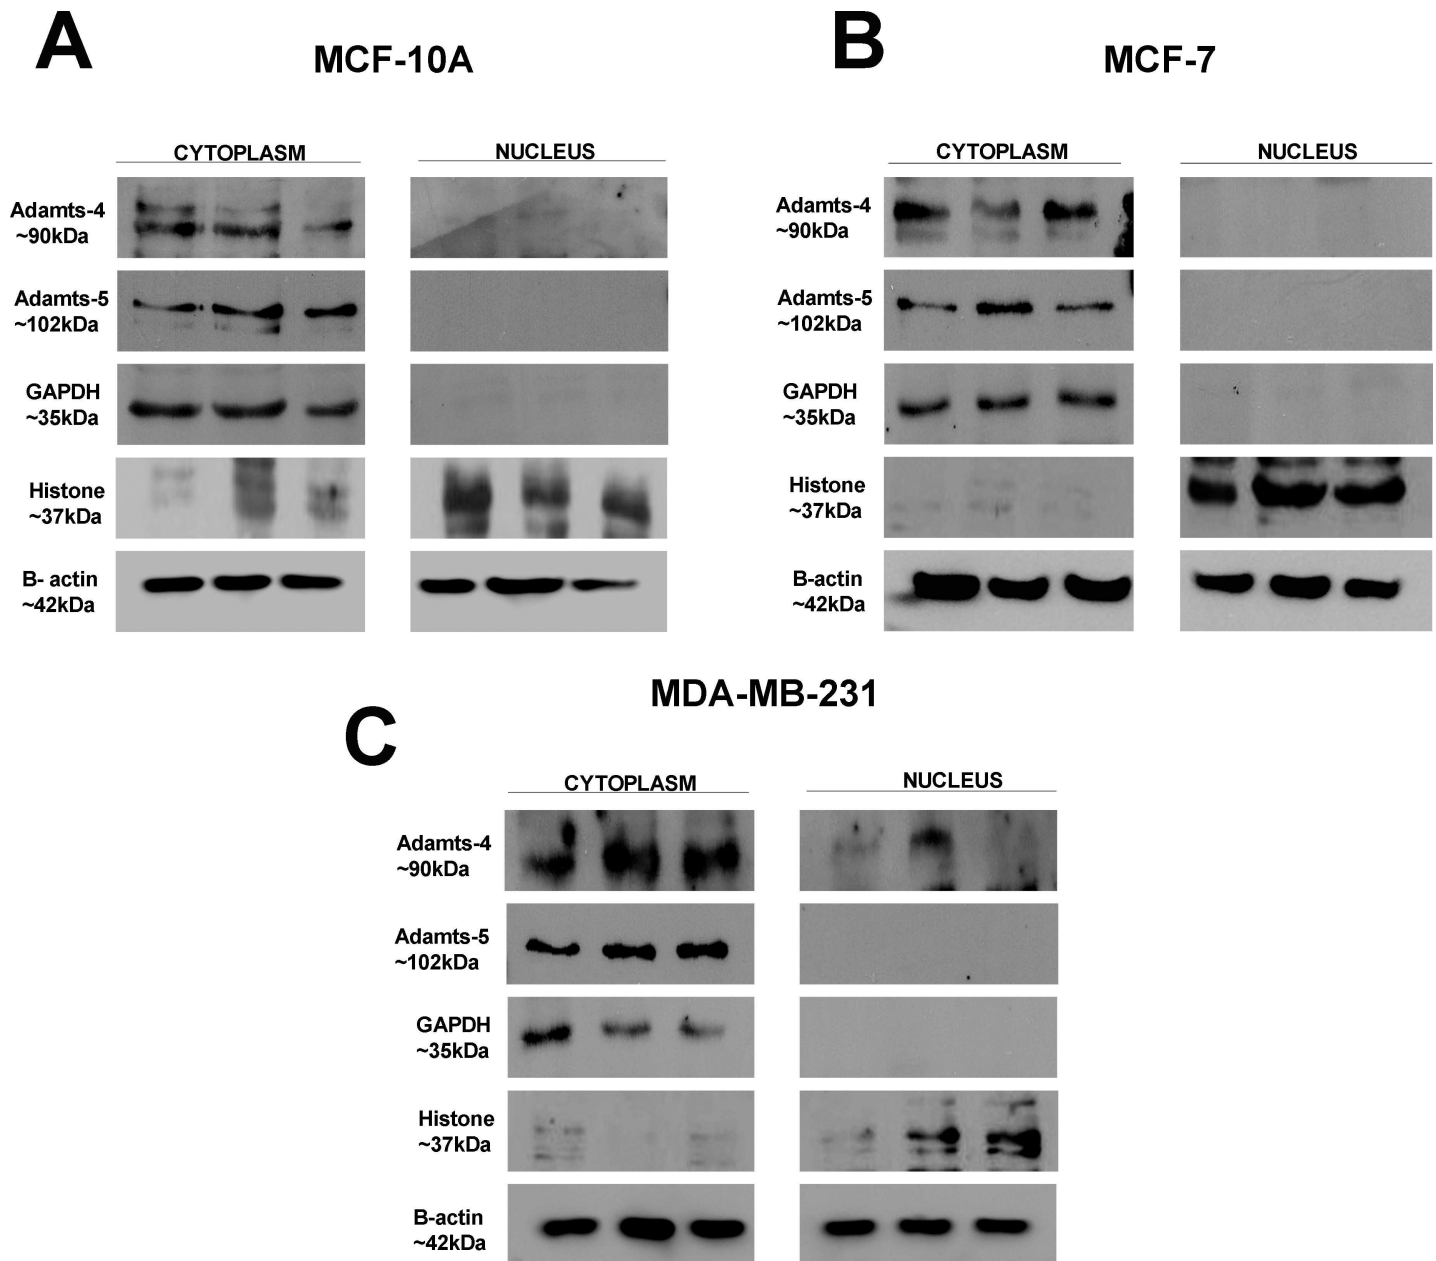 A
MCF-10A
CYTOPLASM
NUCLEUS
Adamts-4
~90kDa
Adamts-5
~102kDa
GAPDH
~35kDa
Histone
~37kDa
B- actin
~42kDa
B
MCF-7
CYTOPLASM
NUCLEUS
Adamts-4
~90kDa
Adamts-5
~102kDa
GAPDH
~35kDa
Histone
~37kDa
B-actin
~42kDa
MDA-MB-231
C
CYTOPLASM
NUCLEUS
Adamts-4
~90kDa
Adamts-5
~102kDa
GAPDH
~35kDa
Histone
~37kDa
B-actin
~42kDa